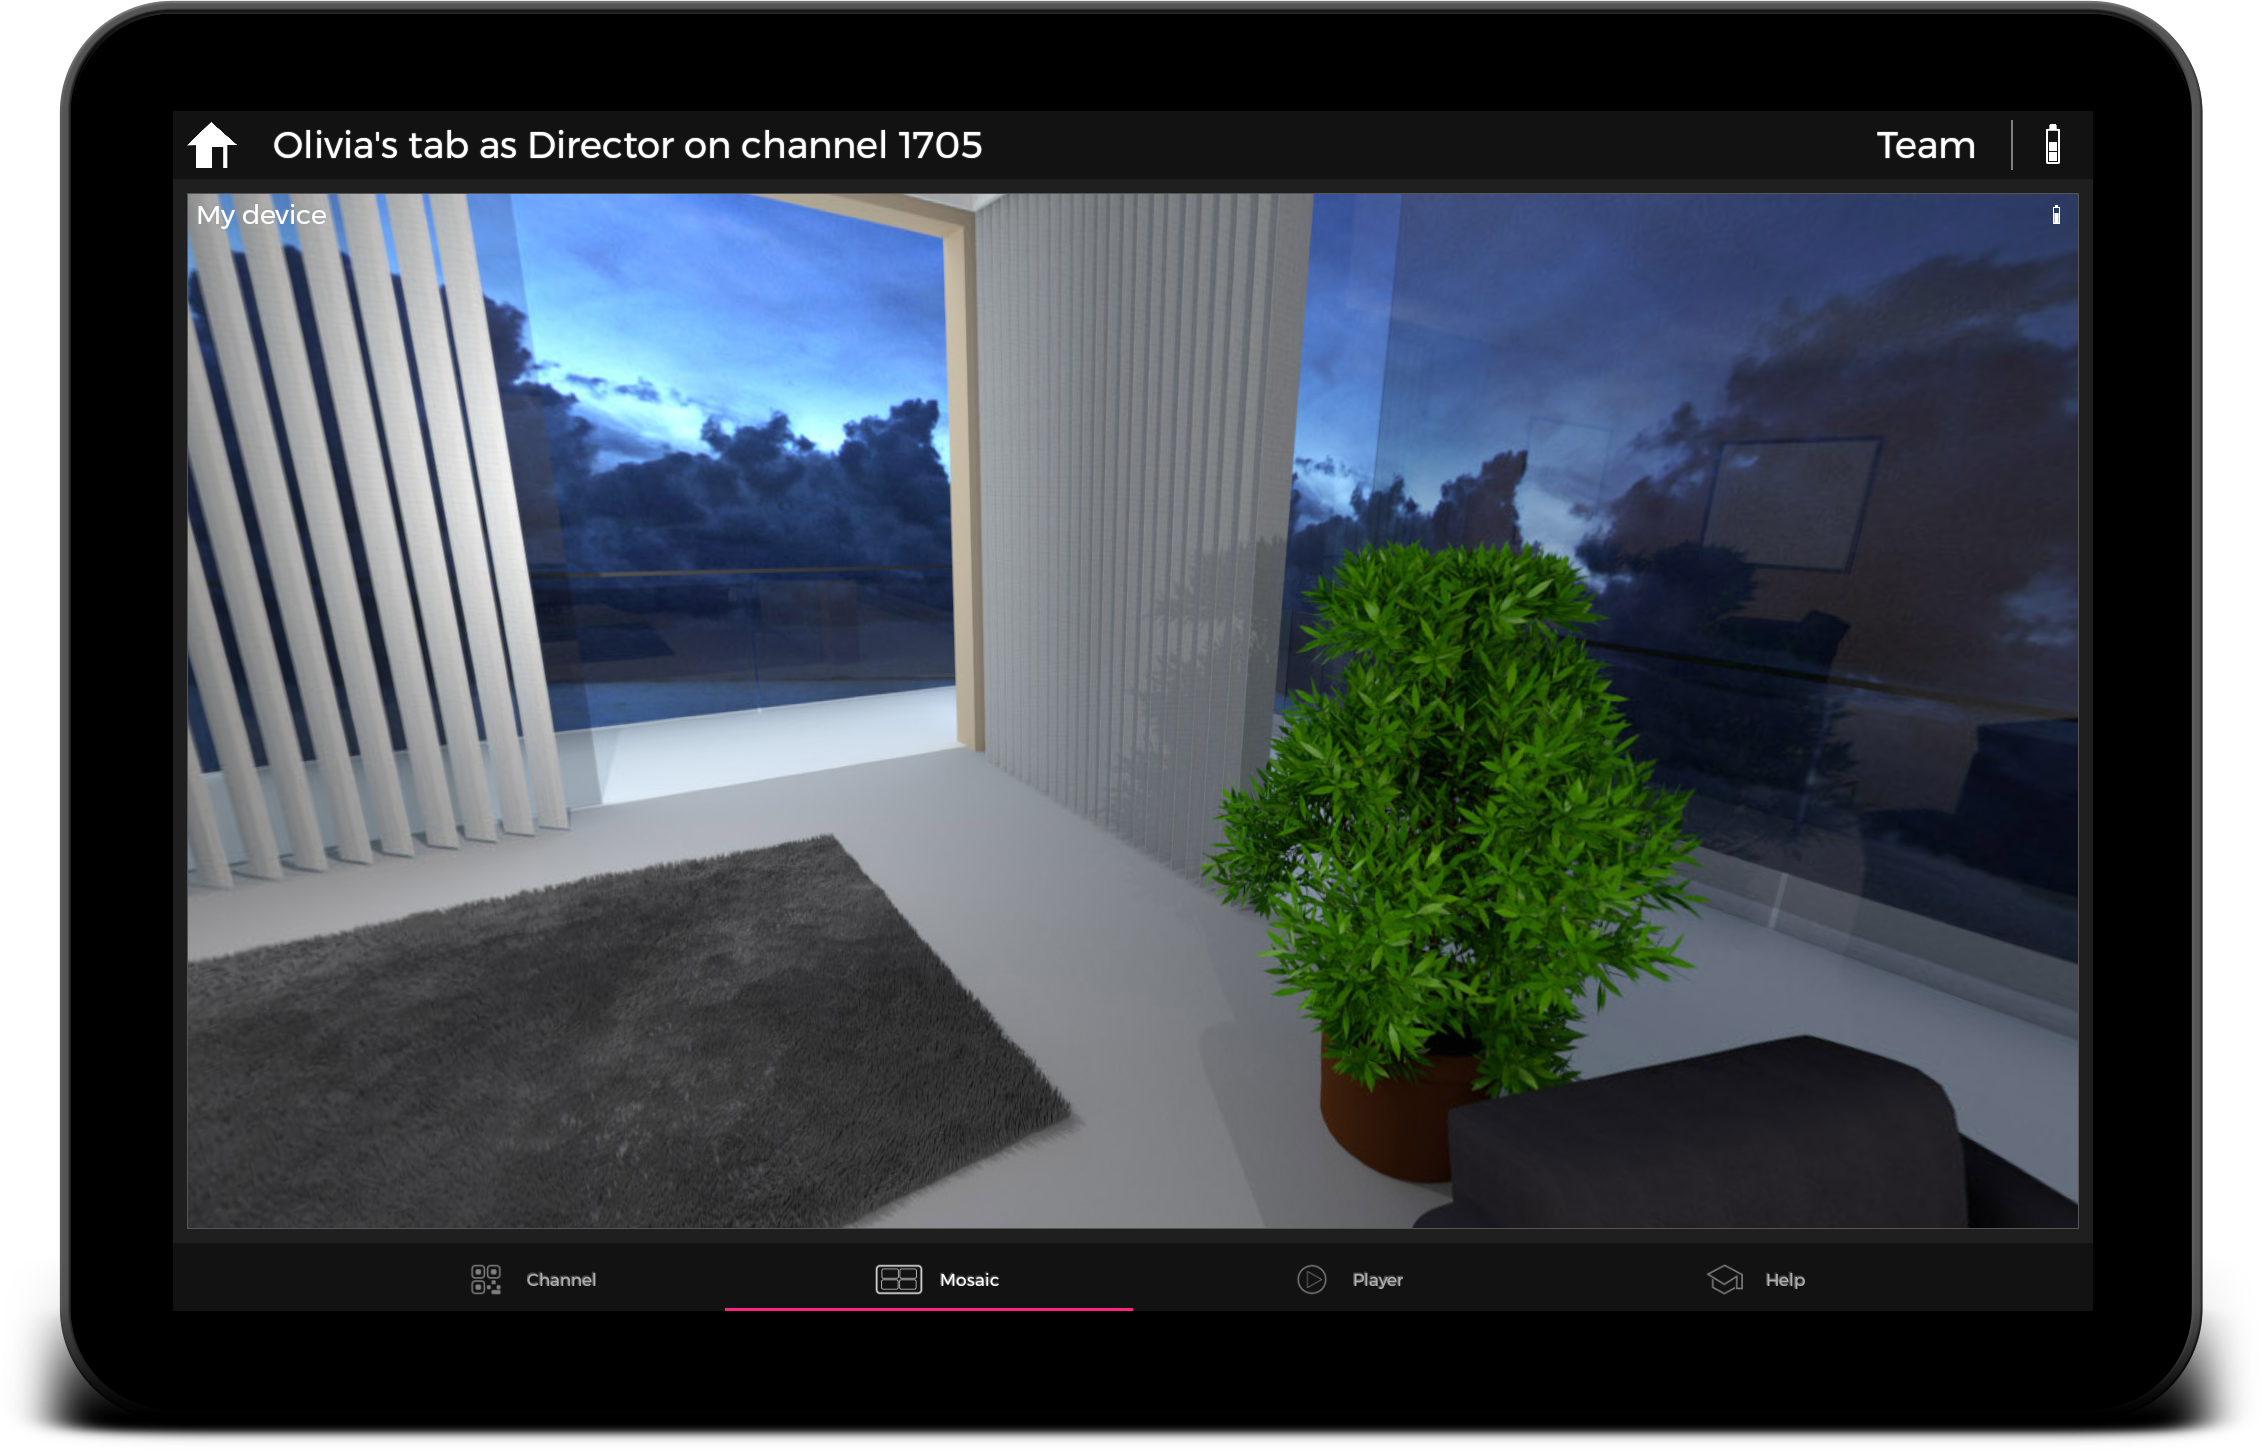 Olivia's tab as Director on channel 1705
Team
My device
Channel
Mosaic
Player
Help